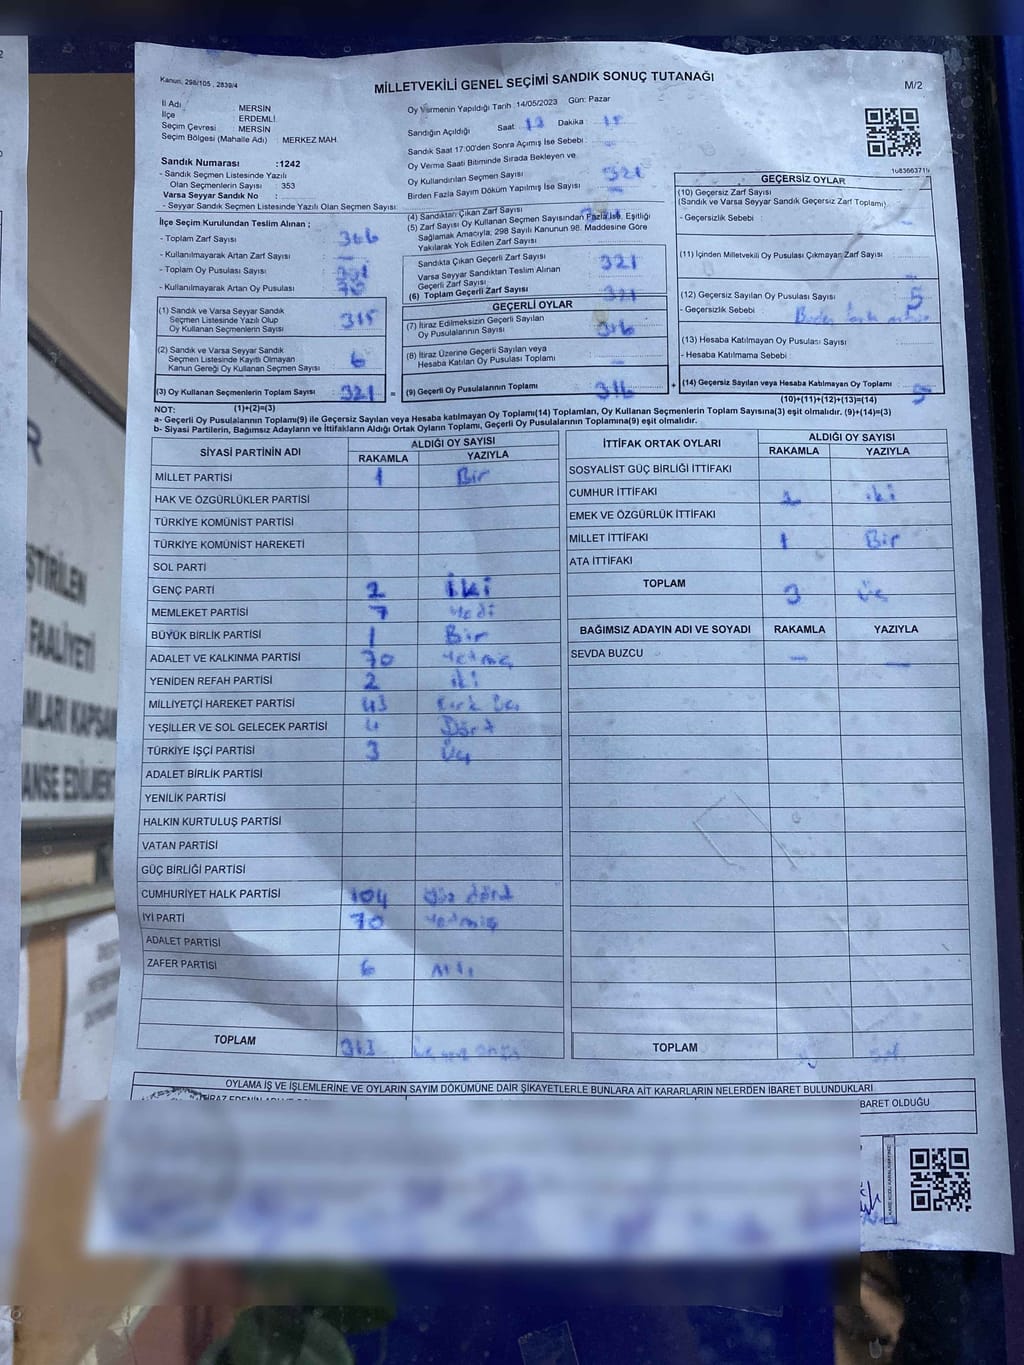 Kanun, 298/105 , 2839/4
MİLLETVEKİLİ GENEL SEÇİMİ SANDIK SONUÇ TUTANAĞI
M/2
İl Adı : MERSİN
İlçe : ERDEMLİ
Seçim Çevresi : MERSİN
Seçim Bölgesi (Mahalle Adı) : MERKEZ MAH.
Sandık Numarası :1242
- Sandık Seçmen Listesinde Yazılı
Olan Seçmenlerin Sayısı : 353
Varsa Seyyar Sandık No :
- Seyyar Sandık Seçmen Listesinde Yazılı Olan Seçmen Sayısı:
Oy Vermenin Yapıldığı Tarih :14/05/2023 Gün: Pazar
Sandığın Açıldığı Saat : Dakika :
Sandık Saat 17:00'den Sonra Açımış İse Sebebi :
Oy Verme Saati Bitiminde Sırada Bekleyen ve
Oy Kullandırılan Seçmen Sayısı 321
Birden Fazla Sayım Döküm Yapılmış İse Sayısı
İlçe Seçim Kurulundan Teslim Alınan ;
- Toplam Zarf Sayısı : 366
- Kullanılmayarak Artan Zarf Sayısı :
- Toplam Oy Pusulası Sayısı :
- Kullanılmayarak Artan Oy Pusulası :
(4) Sandıktan Çıkan Zarf Sayısı
(5) Zarf Sayısı Oy Kullanan Seçmen Sayısından Fazla İse, Eşitliği
Sağlamak Amacıyla; 298 Sayılı Kanunun 98. Maddesine Göre
Yakılarak Yok Edilen Zarf Sayısı
Sandıkta Çıkan Geçerli Zarf Sayısı 321
Varsa Seyyar Sandıktan Teslim Alınan
Geçerli Zarf Sayısı
(6) Toplam Geçerli Zarf Sayısı 321
(1) Sandık ve Varsa Seyyar Sandık
Seçmen Listesinde Yazılı Olup
Oy Kullanan Seçmenlerin Sayısı 315
(2) Sandık ve Varsa Seyyar Sandık
Seçmen Listesinde Kayıtlı Olmayan
Kanun Gereği Oy Kullanan Seçmen Sayısı 6
(3) Oy Kullanan Seçmenlerin Toplam Sayısı 321 =
GEÇERLİ OYLAR
(7) İtiraz Edilmeksizin Geçerli Sayılan
Oy Pusulalarının Sayısı 316
(8) İtiraz Üzerine Geçerli Sayılan veya
Hesaba Katılan Oy Pusulası Toplamı
(9) Geçerli Oy Pusulalarının Toplamı 316 +
GEÇERSİZ OYLAR
(10) Geçersiz Zarf Sayısı
(Sandık ve Varsa Seyyar Sandık Geçersiz Zarf Toplamı)
- Geçersizlik Sebebi :
(11) İçinden Milletvekili Oy Pusulası Çıkmayan Zarf Sayısı
(12) Geçersiz Sayılan Oy Pusulası Sayısı 5
- Geçersizlik Sebebi :
(13) Hesaba Katılmayan Oy Pusulası Sayısı
- Hesaba Katılmama Sebebi :
(14) Geçersiz Sayılan veya Hesaba Katılmayan Oy Toplamı 5
NOT: (1)+(2)=(3)
(10)+(11)+(12)+(13)=(14)
a- Geçerli Oy Pusulalarının Toplamı(9) ile Geçersiz Sayılan veya Hesaba katılmayan Oy Toplamı(14) Toplamları, Oy Kullanan Seçmenlerin Toplam Sayısına(3) eşit olmalıdır. (9)+(14)=(3)
b- Siyasi Partilerin, Bağımsız Adayların ve İttifakların Aldığı Ortak Oyların Toplamı, Geçerli Oy Pusulalarının Toplamına(9) eşit olmalıdır.
SİYASİ PARTİNİN ADI ALDIĞI OY SAYISI
RAKAMLA YAZIYLA
MİLLET PARTİSİ 1 Bir
HAK VE ÖZGÜRLÜKLER PARTİSİ
TÜRKİYE KOMÜNİST PARTİSİ
TÜRKİYE KOMÜNİST HAREKETİ
SOL PARTİ
GENÇ PARTİ 2 İki
MEMLEKET PARTİSİ 7 Yedi
BÜYÜK BİRLİK PARTİSİ 1 Bir
ADALET VE KALKINMA PARTİSİ 70 Yetmiş
YENİDEN REFAH PARTİSİ 2 iki
MİLLİYETÇİ HAREKET PARTİSİ 43 Kırk Üç
YEŞİLLER VE SOL GELECEK PARTİSİ 4 Dört
TÜRKİYE İŞÇİ PARTİSİ 3 Üç
ADALET BİRLİK PARTİSİ
YENİLİK PARTİSİ
HALKIN KURTULUŞ PARTİSİ
VATAN PARTİSİ
GÜÇ BİRLİĞİ PARTİSİ
CUMHURİYET HALK PARTİSİ 104 Yüz dört
İYİ PARTİ 70 Yetmiş
ADALET PARTİSİ
ZAFER PARTİSİ 6 Altı
TOPLAM 313
İTTİFAK ORTAK OYLARI ALDIĞI OY SAYISI
RAKAMLA YAZIYLA
SOSYALİST GÜÇ BİRLİĞİ İTTİFAKI
CUMHUR İTTİFAKI 2 iki
EMEK VE ÖZGÜRLÜK İTTİFAKI
MİLLET İTTİFAKI 1 Bir
ATA İTTİFAKI
TOPLAM 3 Üç
BAĞIMSIZ ADAYIN ADI VE SOYADI RAKAMLA YAZIYLA
SEVDA BUZCU — —
TOPLAM
OYLAMA İŞ VE İŞLEMLERİNE VE OYLARIN SAYIM DÖKÜMÜNE DAİR ŞİKAYETLERLE BUNLARA AİT KARARLARIN NELERDEN İBARET BULUNDUKLARI
BARET OLDUĞU
ŞTİRİLEN
FAALİYETİ
MLARI KAPSAM
ANSE EDİLMEKT